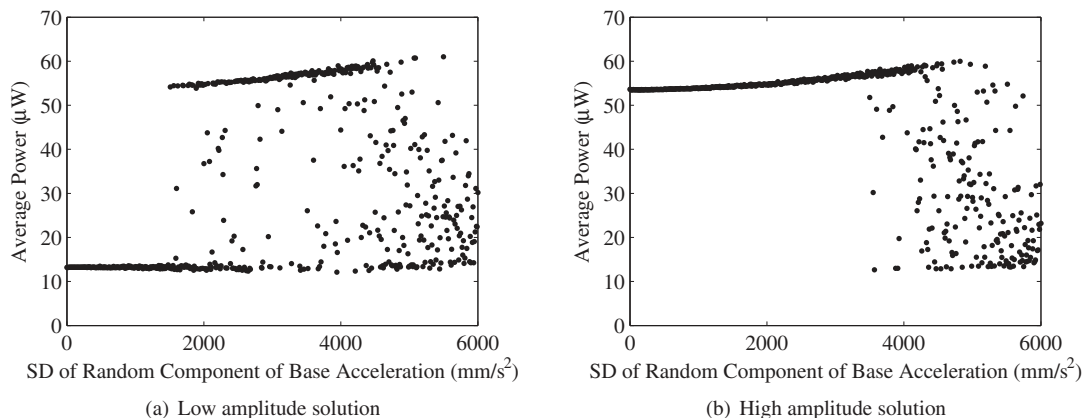 70
60
50
40
30
20
10
0
Average Power (μW)
0 2000 4000 6000
SD of Random Component of Base Acceleration (mm/s²)
(a) Low amplitude solution
70
60
50
40
30
20
10
0
Average Power (μW)
0 2000 4000 6000
SD of Random Component of Base Acceleration (mm/s²)
(b) High amplitude solution